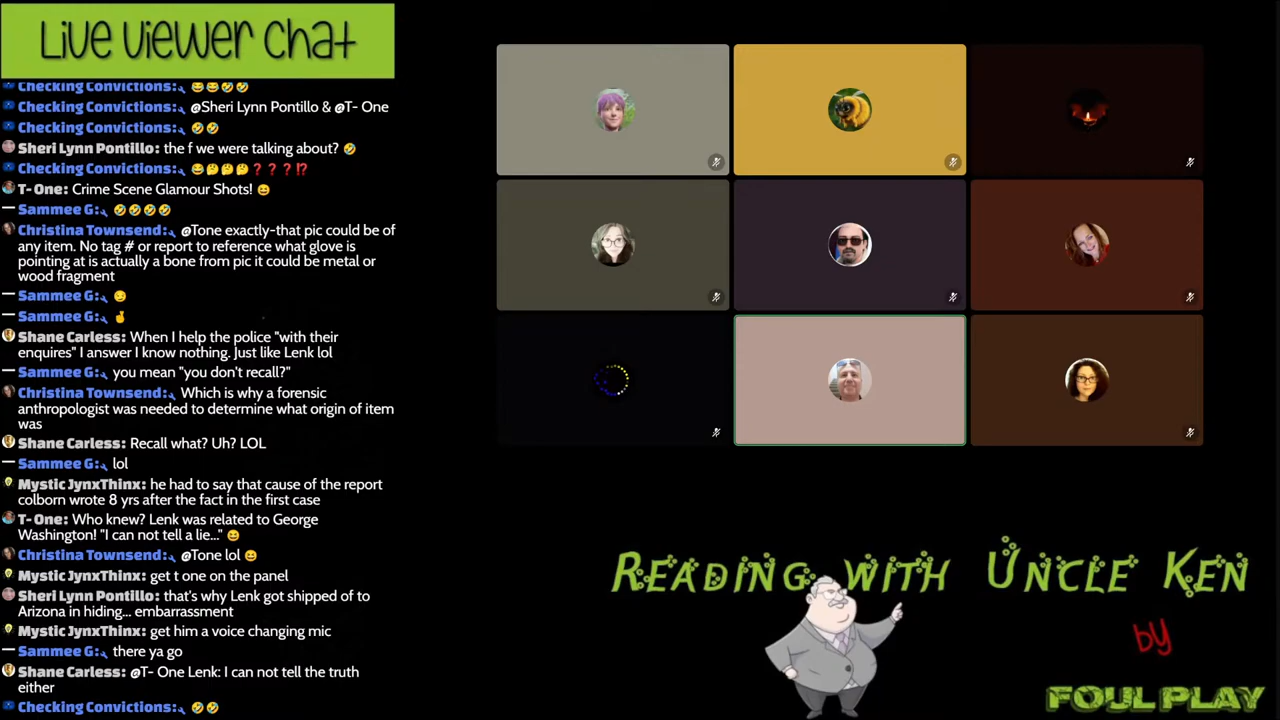 Live Viewer Chat
Checking Convictions: 😂😂🤣🤣
Checking Convictions: @Sheri Lynn Pontillo & @T- One
Checking Convictions: 🤣🤣
Sheri Lynn Pontillo: the f we were talking about? 🤣
Checking Convictions: 😂🤔🤔🤔❓❓❓⁉️
T- One: Crime Scene Glamour Shots! 😆
Sammee G: 🤣🤣🤣🤣
Christina Townsend: @Tone exactly-that pic could be of
any item. No tag # or report to reference what glove is
pointing at is actually a bone from pic it could be metal or
wood fragment
Sammee G: 😏
Sammee G: 🤞
Shane Carless: When I help the police "with their
enquires" I answer I know nothing. Just like Lenk lol
Sammee G: you mean "you don't recall?"
Christina Townsend: Which is why a forensic
anthropologist was needed to determine what origin of item
was
Shane Carless: Recall what? Uh? LOL
Sammee G: lol
Mystic JynxThinx: he had to say that cause of the report
colborn wrote 8 yrs after the fact in the first case
T- One: Who knew? Lenk was related to George
Washington! "I can not tell a lie..." 😆
Christina Townsend: @Tone lol 😆
Mystic JynxThinx: get t one on the panel
Sheri Lynn Pontillo: that's why Lenk got shipped of to
Arizona in hiding... embarrassment
Mystic JynxThinx: get him a voice changing mic
Sammee G: there ya go
Shane Carless: @T- One Lenk: I can not tell the truth
either
Checking Convictions: 🤣🤣
Reading with Uncle Ken
by
FOUL PLAY